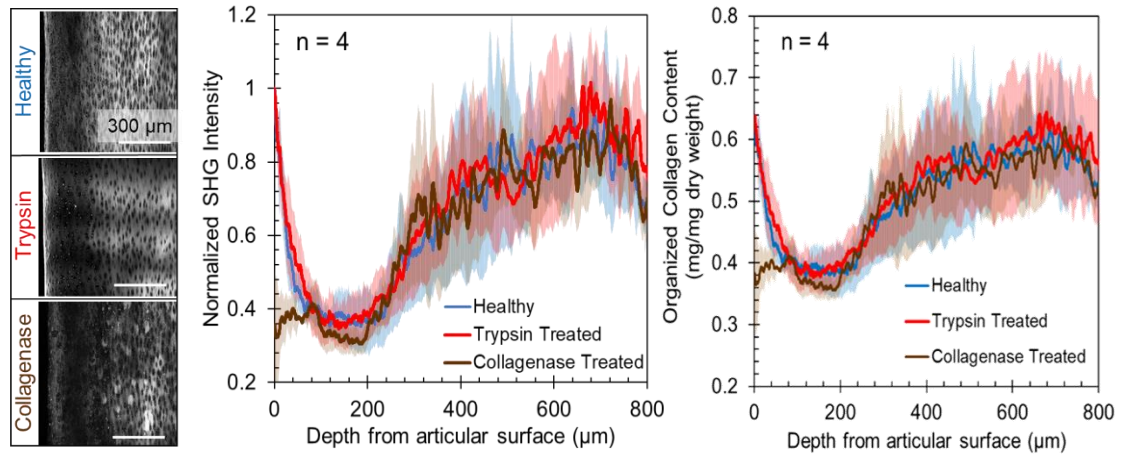 Healthy
300 µm
Trypsin
Collagenase
Normalized SHG Intensity
1.2
1
0.8
0.6
0.4
0.2
n = 4
Healthy
Trypsin Treated
Collagenase Treated
0
200
400
600
800
Depth from articular surface (µm)
Organized Collagen Content
(mg/mg dry weight)
0.8
0.7
0.6
0.5
0.4
0.3
0.2
n = 4
Healthy
Trypsin Treated
Collagenase Treated
0
200
400
600
800
Depth from articular surface (µm)